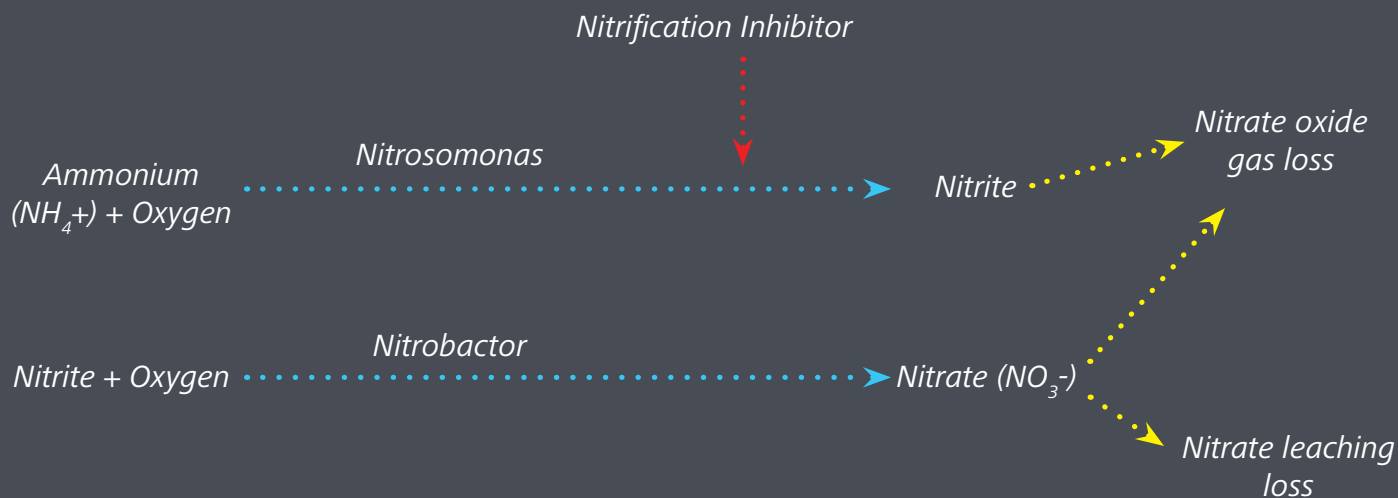 Nitrification Inhibitor
Nitrosomonas
Ammonium
(NH₄+) + Oxygen
Nitrite
Nitrate oxide
gas loss
Nitrobactor
Nitrite + Oxygen
Nitrate (NO₃-)
Nitrate leaching
loss